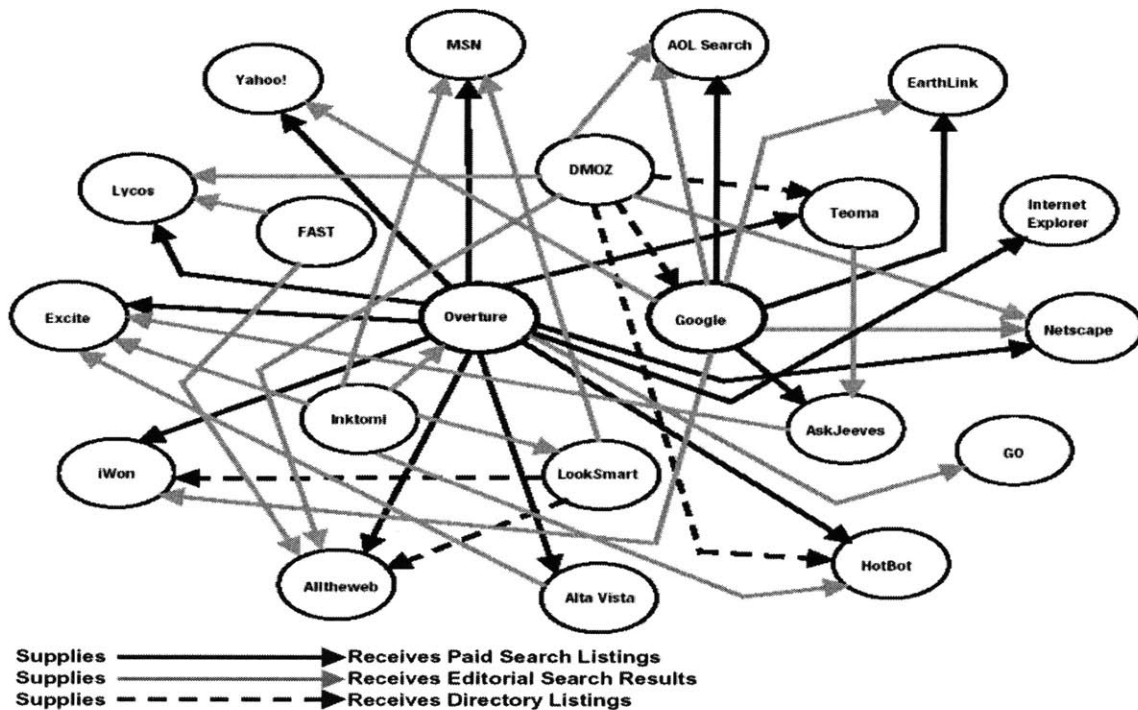 MSN
AOL Search
Yahoo!
EarthLink
DMOZ
Lycos
Teoma
Internet
Explorer
FAST
Excite
Overture
Google
Netscape
Inktomi
AskJeeves
GO
iWon
LookSmart
HotBot
Alltheweb
Alta Vista
Supplies Receives Paid Search Listings
Supplies Receives Editorial Search Results
Supplies Receives Directory Listings